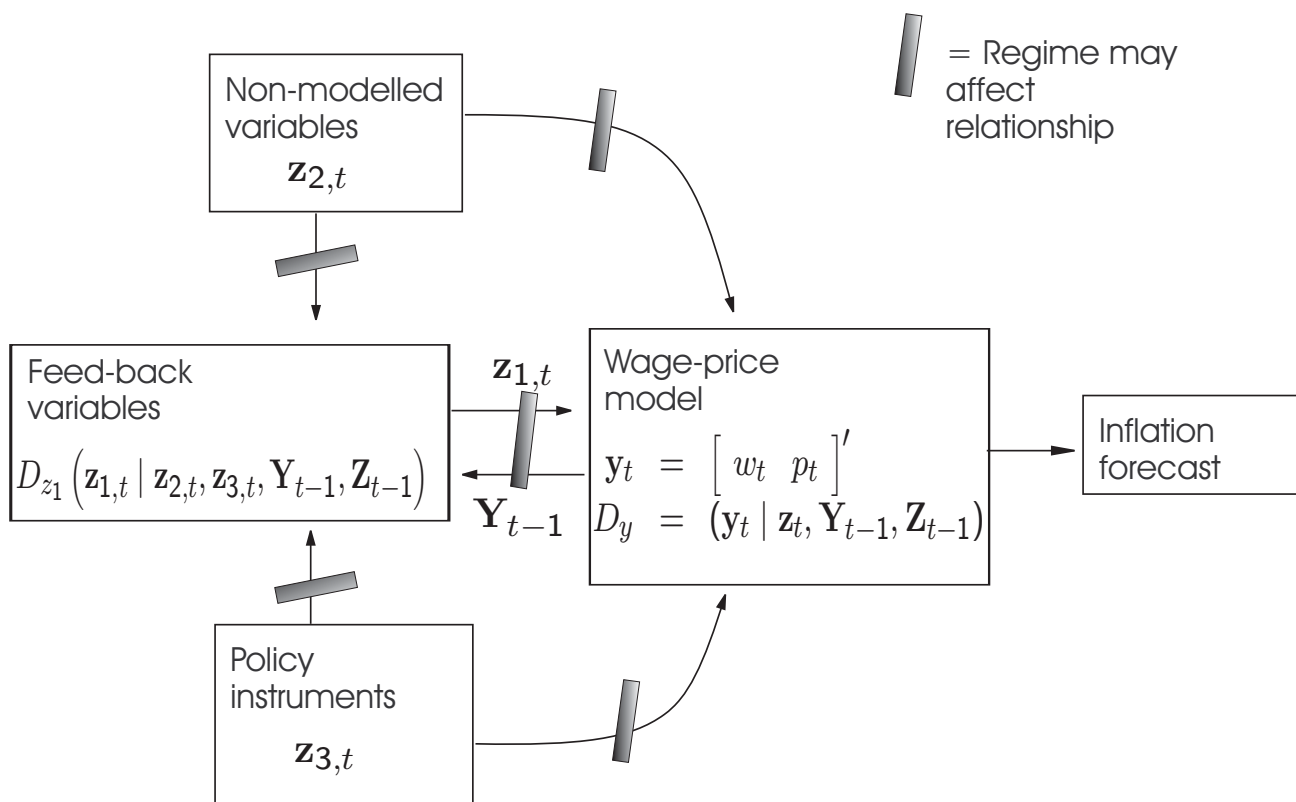 = Regime may
affect
relationship
Non-modelled
variables
z2,t
Feed-back
variables
Dz1 (z1,t | z2,t, z3,t, Yt−1, Zt−1)
z1,t
Yt−1
Wage-price
model
yt = [ wt pt ]′
Dy = (yt | zt, Yt−1, Zt−1)
Inflation
forecast
Policy
instruments
z3,t